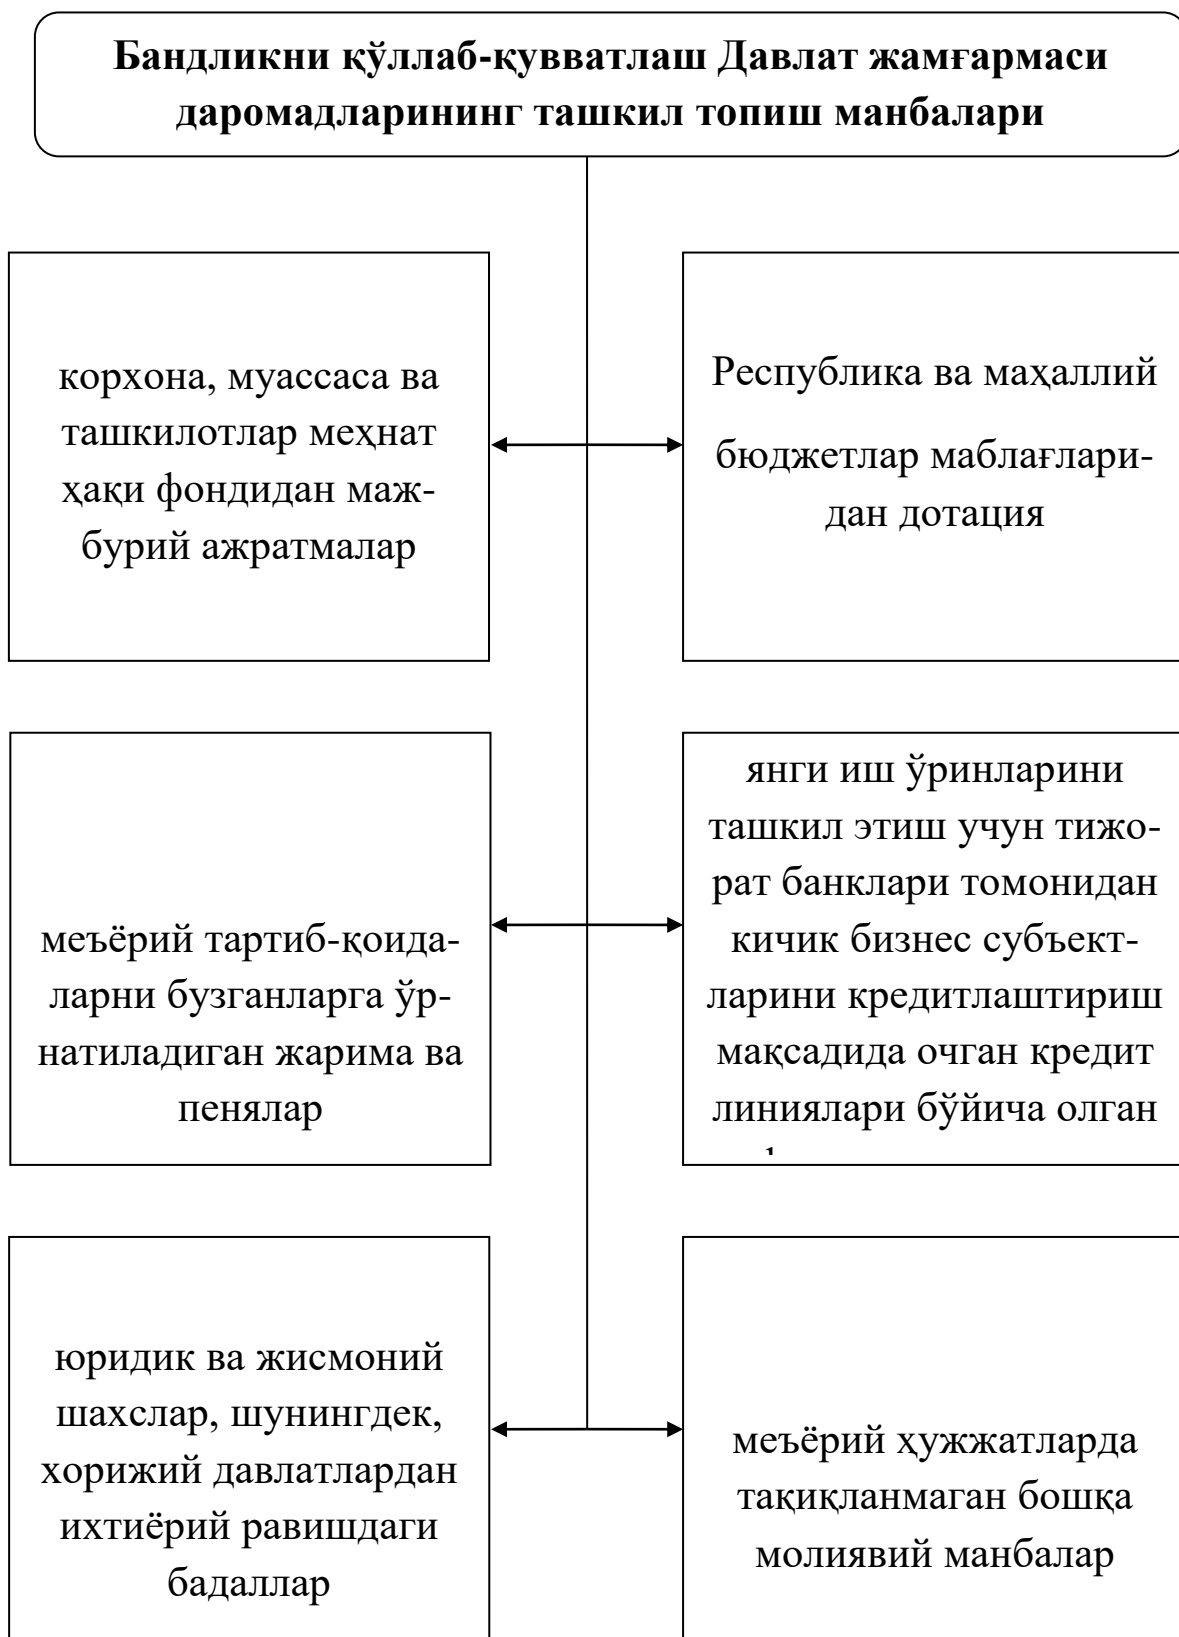 Бандликни қўллаб-қувватлаш Давлат жамғармаси
даромадларининг ташкил топиш манбалари
корхона, муассаса ва
ташкилотлар меҳнат
ҳақи фондидан маж-
бурий ажратмалар
Республика ва маҳаллий
бюджетлар маблағлари-
дан дотация
меъёрий тартиб-қоида-
ларни бузганларга ўр-
натиладиган жарима ва
пенялар
янги иш ўринларини
ташкил этиш учун тижо-
рат банклари томонидан
кичик бизнес субъект-
ларини кредитлаштириш
мақсадида очган кредит
линиялари бўйича олган
юридик ва жисмоний
шахслар, шунингдек,
хорижий давлатлардан
ихтиёрий равишдаги
бадаллар
меъёрий ҳужжатларда
тақиқланмаган бошқа
молиявий манбалар